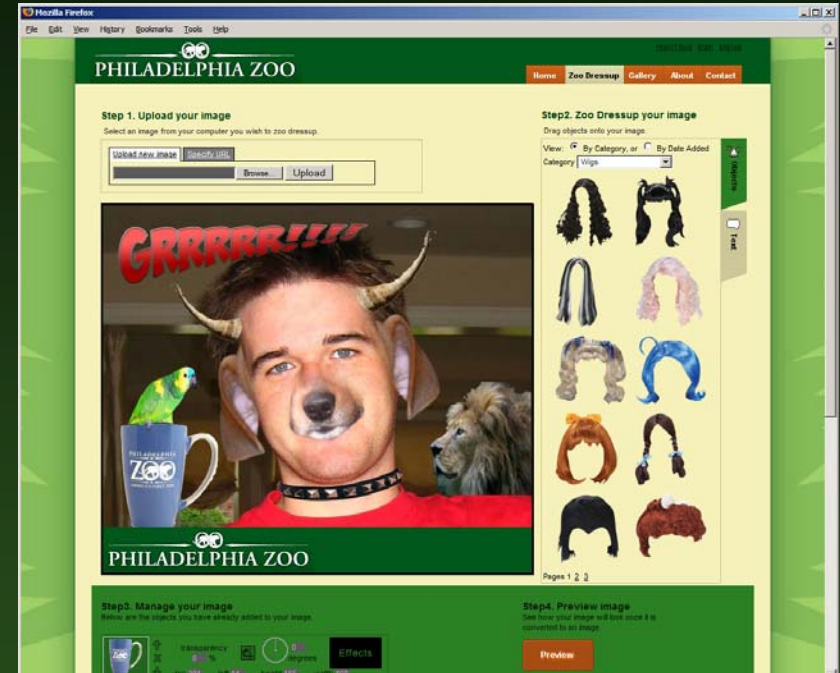 Mozilla Firefox
File Edit View History Bookmarks Tools Help
PHILADELPHIA ZOO
Home Zoo Dressup Gallery About Contact
Step 1. Upload your image
Select an image from your computer you wish to zoo dressup.
Upload new image Specify URL
Browse... Upload
Step2. Zoo Dressup your image
Drag objects onto your image.
View: By Category, or By Date Added
Category Wigs
Objects
Text
GRRRRR!!!!
PHILADELPHIA
ZOO
PHILADELPHIA ZOO
Pages 1 2 3
Step3. Manage your image
Below are the objects you have already added to your image.
transparency
%
degrees
Effects
Step4. Preview image
See how your image will look once it is
converted to an image.
Preview